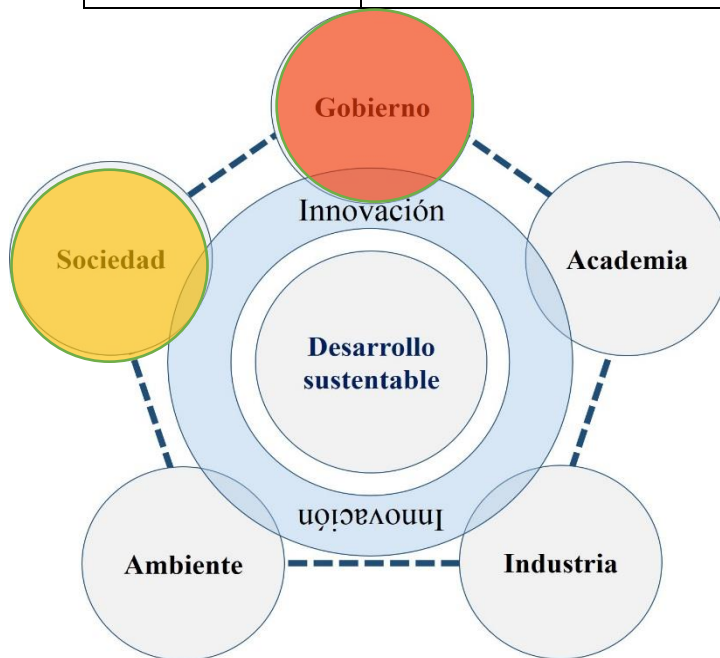 Gobierno
Innovación
Sociedad
Academia
Desarrollo
sustentable
Innovación
Ambiente
Industria